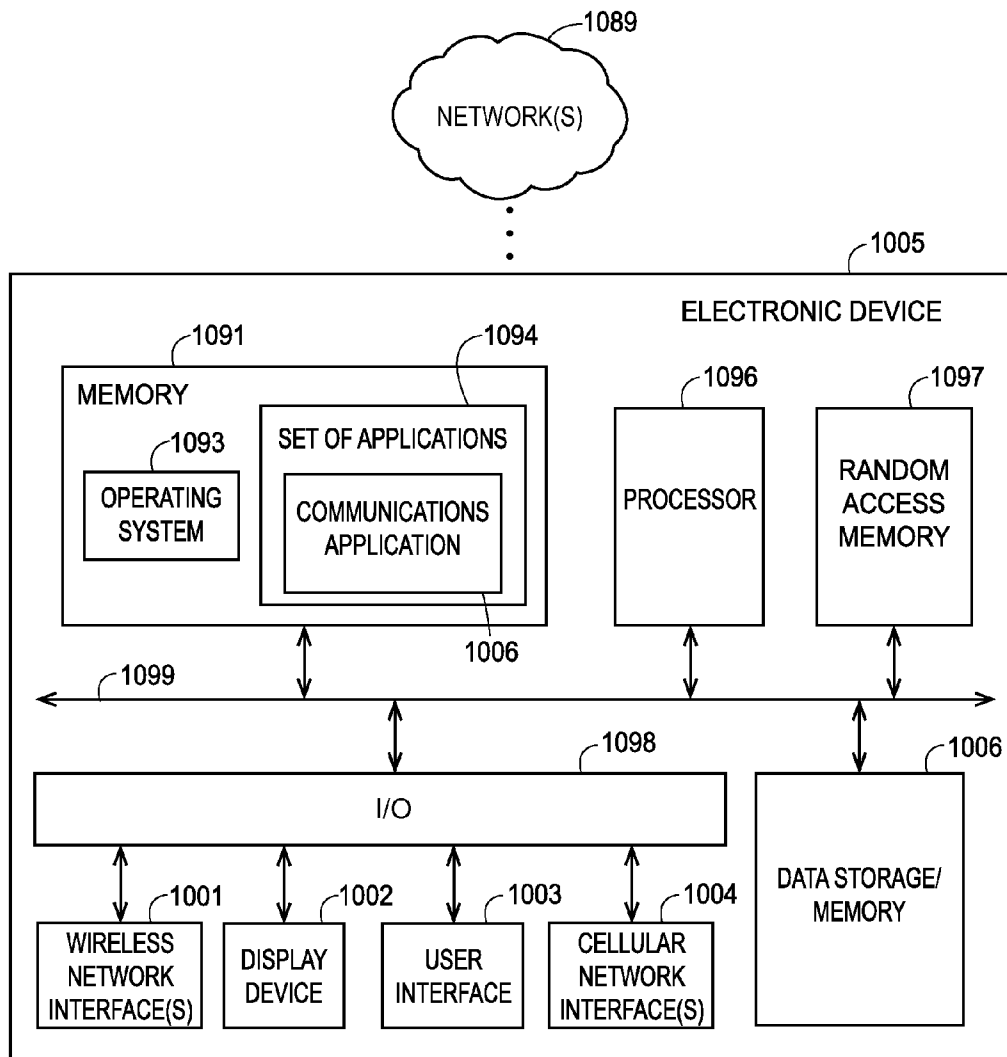 1089
NETWORK(S)
1005
ELECTRONIC DEVICE
1091
MEMORY
1094
1093
SET OF APPLICATIONS
OPERATING
SYSTEM
COMMUNICATIONS
APPLICATION
1006
1096
PROCESSOR
1097
RANDOM
ACCESS
MEMORY
1099
1098
I/O
1006
DATA STORAGE/
MEMORY
1001
WIRELESS
NETWORK
INTERFACE(S)
1002
DISPLAY
DEVICE
1003
USER
INTERFACE
1004
CELLULAR
NETWORK
INTERFACE(S)